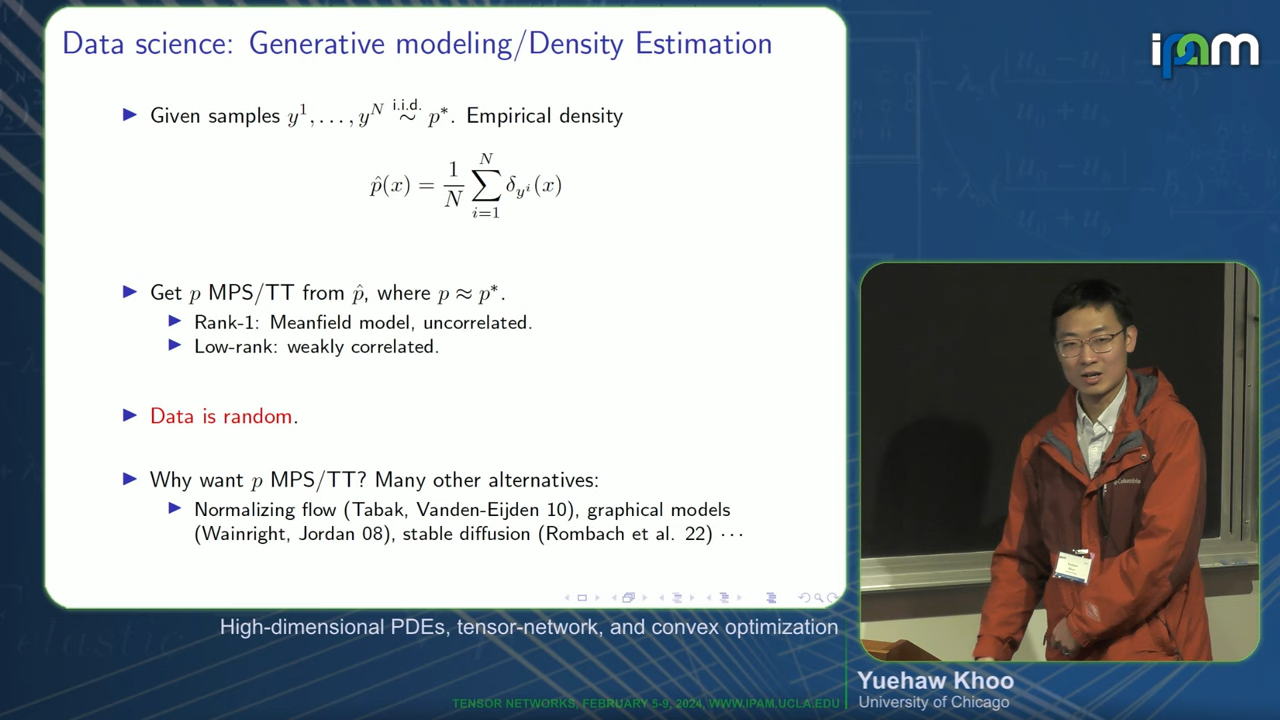 Data science: Generative modeling/Density Estimation
Given samples y^1, . . . , y^N i.i.d. ∼ p*. Empirical density
p̂(x) = 1/N ∑_{i=1}^{N} δ_{y^i}(x)
Get p MPS/TT from p̂, where p ≈ p*.
Rank-1: Meanfield model, uncorrelated.
Low-rank: weakly correlated.
Data is random.
Why want p MPS/TT? Many other alternatives:
Normalizing flow (Tabak, Vanden-Eijden 10), graphical models
(Wainright, Jordan 08), stable diffusion (Rombach et al. 22) · · ·
High-dimensional PDEs, tensor-network, and convex optimization
TENSOR NETWORKS, FEBRUARY 5-9, 2024, WWW.IPAM.UCLA.EDU
ipam
Columbia
Yuehaw Khoo
University of Chicago